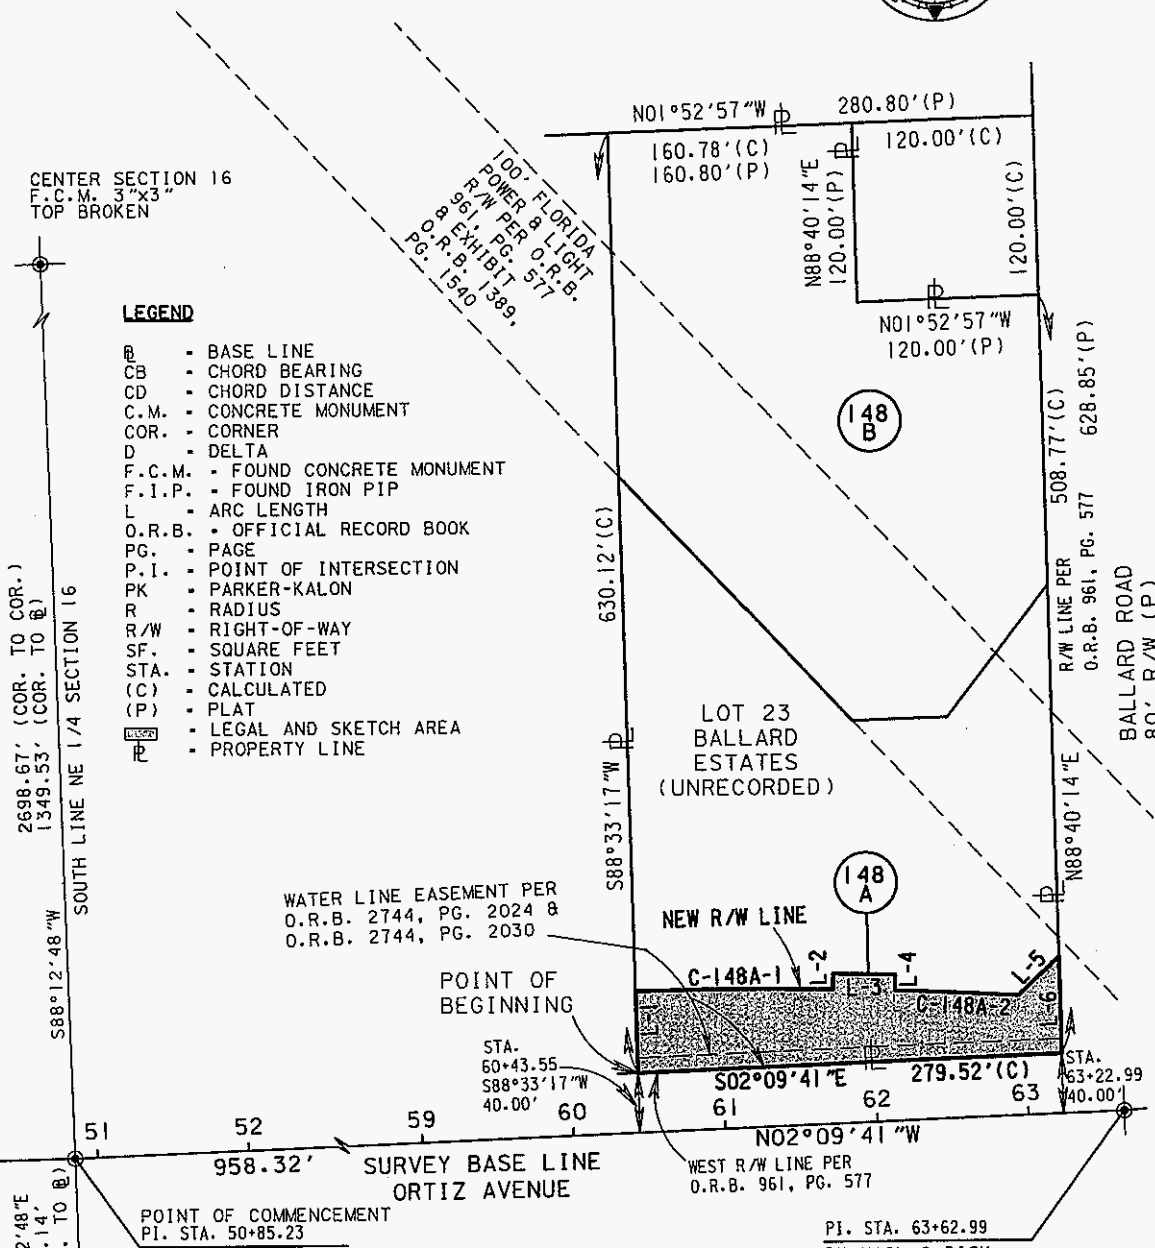 N01°52'57"W
280.80'(P)
160.78'(C)
160.80'(P)
120.00'(C)
N88°40'14"E
120.00'(P)
120.00'(C)
N01°52'57"W
120.00'(P)
100' FLORIDA
POWER & LIGHT
R/W PER O.R.B.
961, PG. 577
& EXHIBIT
O.R.B. 1389,
PG. 1540
CENTER SECTION 16
F.C.M. 3"x3"
TOP BROKEN
LEGEND
BL - BASE LINE
CB - CHORD BEARING
CD - CHORD DISTANCE
C.M. - CONCRETE MONUMENT
COR. - CORNER
D - DELTA
F.C.M. - FOUND CONCRETE MONUMENT
F.I.P. - FOUND IRON PIP
L - ARC LENGTH
O.R.B. - OFFICIAL RECORD BOOK
PG. - PAGE
P.I. - POINT OF INTERSECTION
PK - PARKER-KALON
R - RADIUS
R/W - RIGHT-OF-WAY
SF. - SQUARE FEET
STA. - STATION
(C) - CALCULATED
(P) - PLAT
- LEGAL AND SKETCH AREA
PL - PROPERTY LINE
148
B
630.12'(C)
S88°33'17"W
508.77'(C)
628.85'(P)
R/W LINE PER
O.R.B. 961, PG. 577
BALLARD ROAD
80' R/W (P)
N88°40'14"E
2698.67' (COR. TO COR.)
1349.53' (COR. TO BL)
SOUTH LINE NE 1/4 SECTION 16
S88°12'48"W
LOT 23
BALLARD
ESTATES
(UNRECORDED)
148
A
WATER LINE EASEMENT PER
O.R.B. 2744, PG. 2024 &
O.R.B. 2744, PG. 2030
NEW R/W LINE
POINT OF
BEGINNING
C-148A-1
L-1
L-2
L-3
L-4
C-148A-2
L-5
L-6
STA.
60+43.55
S88°33'17"W
40.00'
S02°09'41"E
279.52'(C)
STA.
63+22.99
40.00'
51
52
59
60
61
62
63
N02°09'41"W
958.32'
SURVEY BASE LINE
ORTIZ AVENUE
WEST R/W LINE PER
O.R.B. 961, PG. 577
POINT OF COMMENCEMENT
PI. STA. 50+85.23
PI. STA. 63+62.99
2'48"E
.14'
. TO BL)